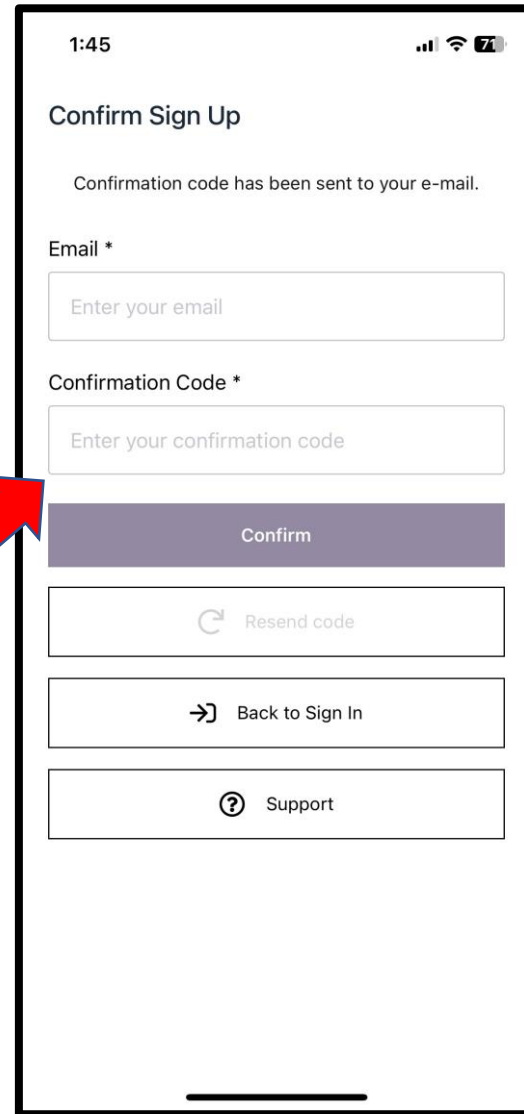 1:45
71
Confirm Sign Up
Confirmation code has been sent to your e-mail.
Email *
Enter your email
Confirmation Code *
Enter your confirmation code
Confirm
Resend code
Back to Sign In
Support